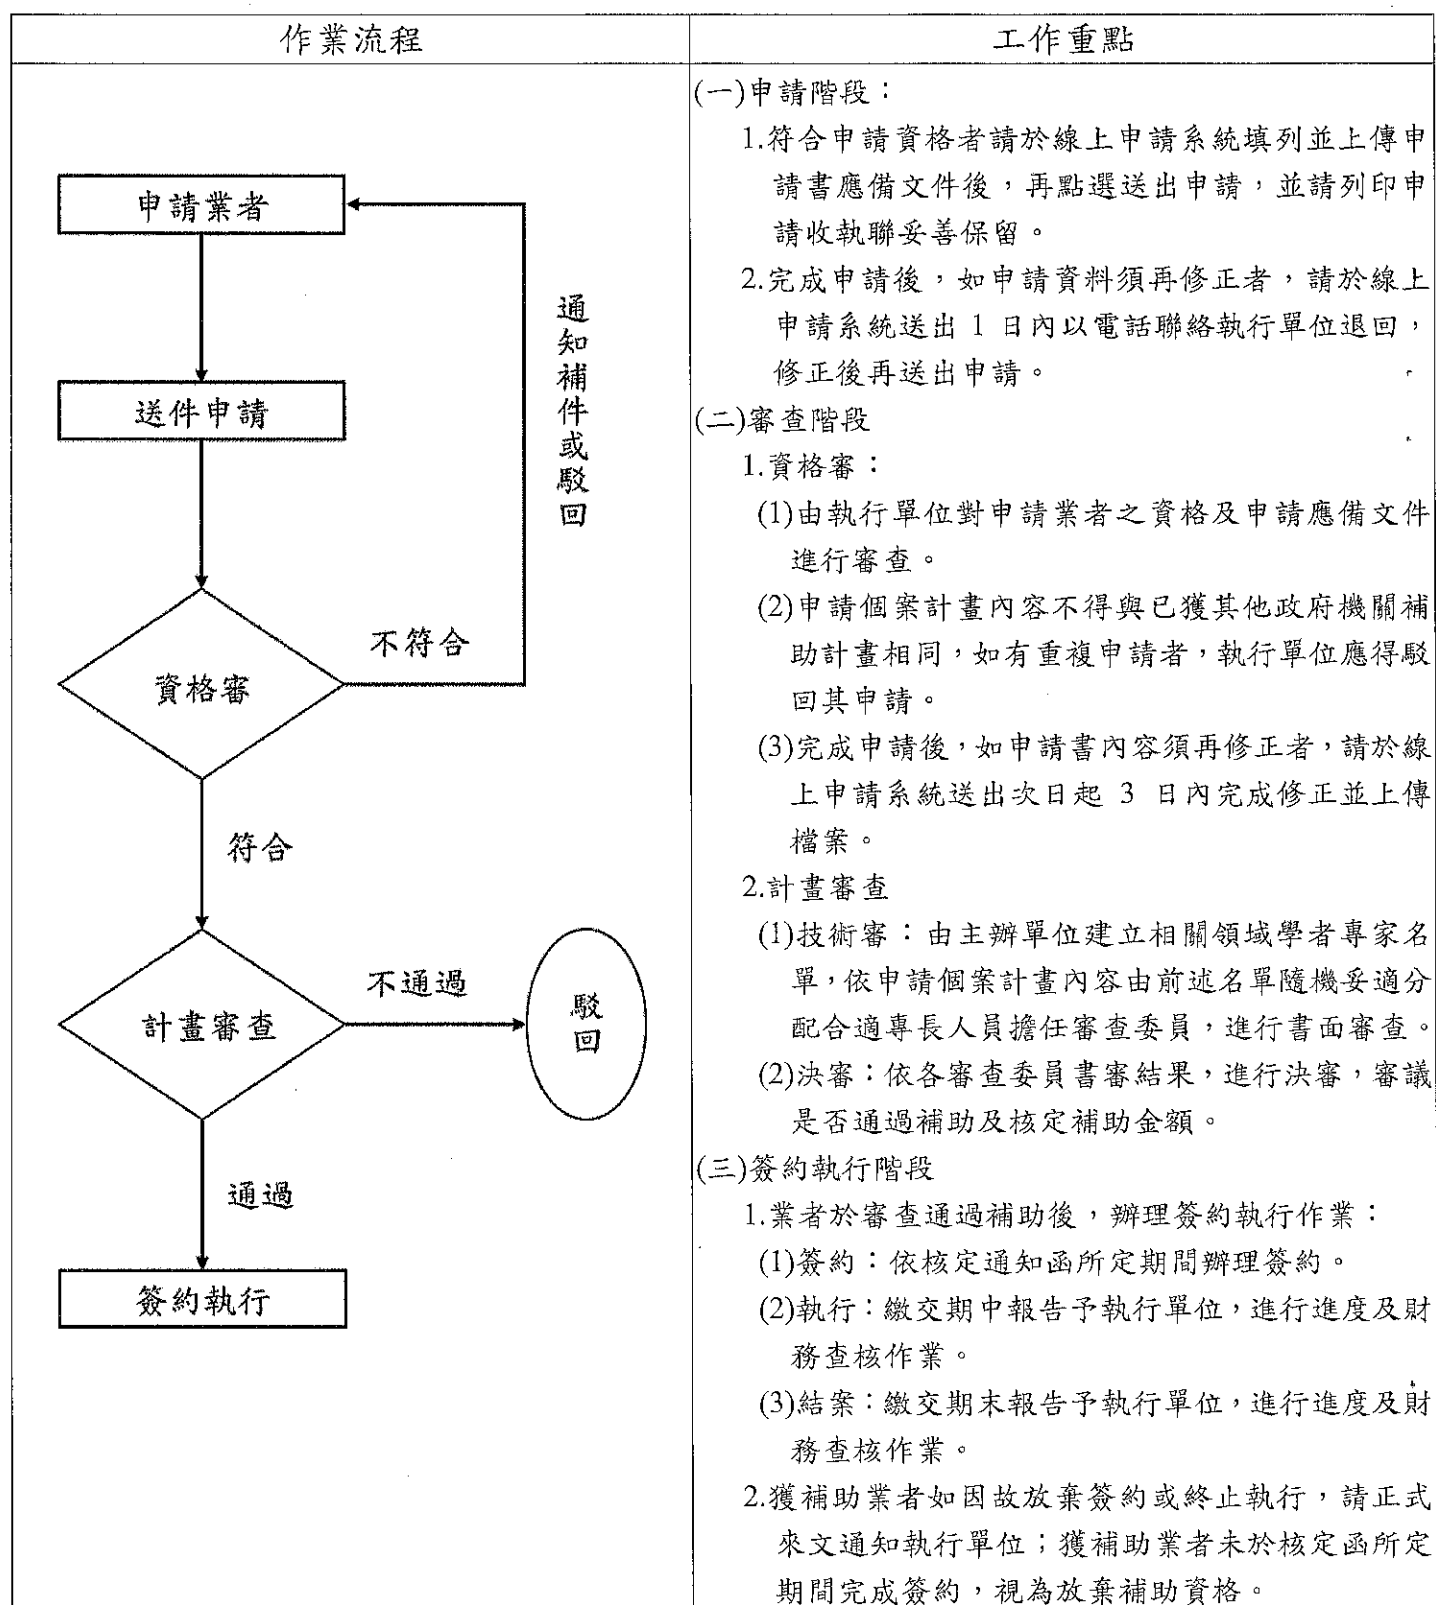 作業流程
工作重點
申請業者
送件申請
通知補件或駁回
資格審
不符合
符合
計畫審查
不通過
駁回
通過
簽約執行
(一)申請階段：
1.符合申請資格者請於線上申請系統填列並上傳申
請書應備文件後，再點選送出申請，並請列印申
請收執聯妥善保留。
2.完成申請後，如申請資料須再修正者，請於線上
申請系統送出 1 日內以電話聯絡執行單位退回，
修正後再送出申請。
(二)審查階段
1.資格審：
(1)由執行單位對申請業者之資格及申請應備文件
進行審查。
(2)申請個案計畫內容不得與已獲其他政府機關補
助計畫相同，如有重複申請者，執行單位應得駁
回其申請。
(3)完成申請後，如申請書內容須再修正者，請於線
上申請系統送出次日起 3 日內完成修正並上傳
檔案。
2.計畫審查
(1)技術審：由主辦單位建立相關領域學者專家名
單，依申請個案計畫內容由前述名單隨機妥適分
配合適專長人員擔任審查委員，進行書面審查。
(2)決審：依各審查委員書審結果，進行決審，審議
是否通過補助及核定補助金額。
(三)簽約執行階段
1.業者於審查通過補助後，辦理簽約執行作業：
(1)簽約：依核定通知函所定期間辦理簽約。
(2)執行：繳交期中報告予執行單位，進行進度及財
務查核作業。
(3)結案：繳交期末報告予執行單位，進行進度及財
務查核作業。
2.獲補助業者如因故放棄簽約或終止執行，請正式
來文通知執行單位；獲補助業者未於核定函所定
期間完成簽約，視為放棄補助資格。